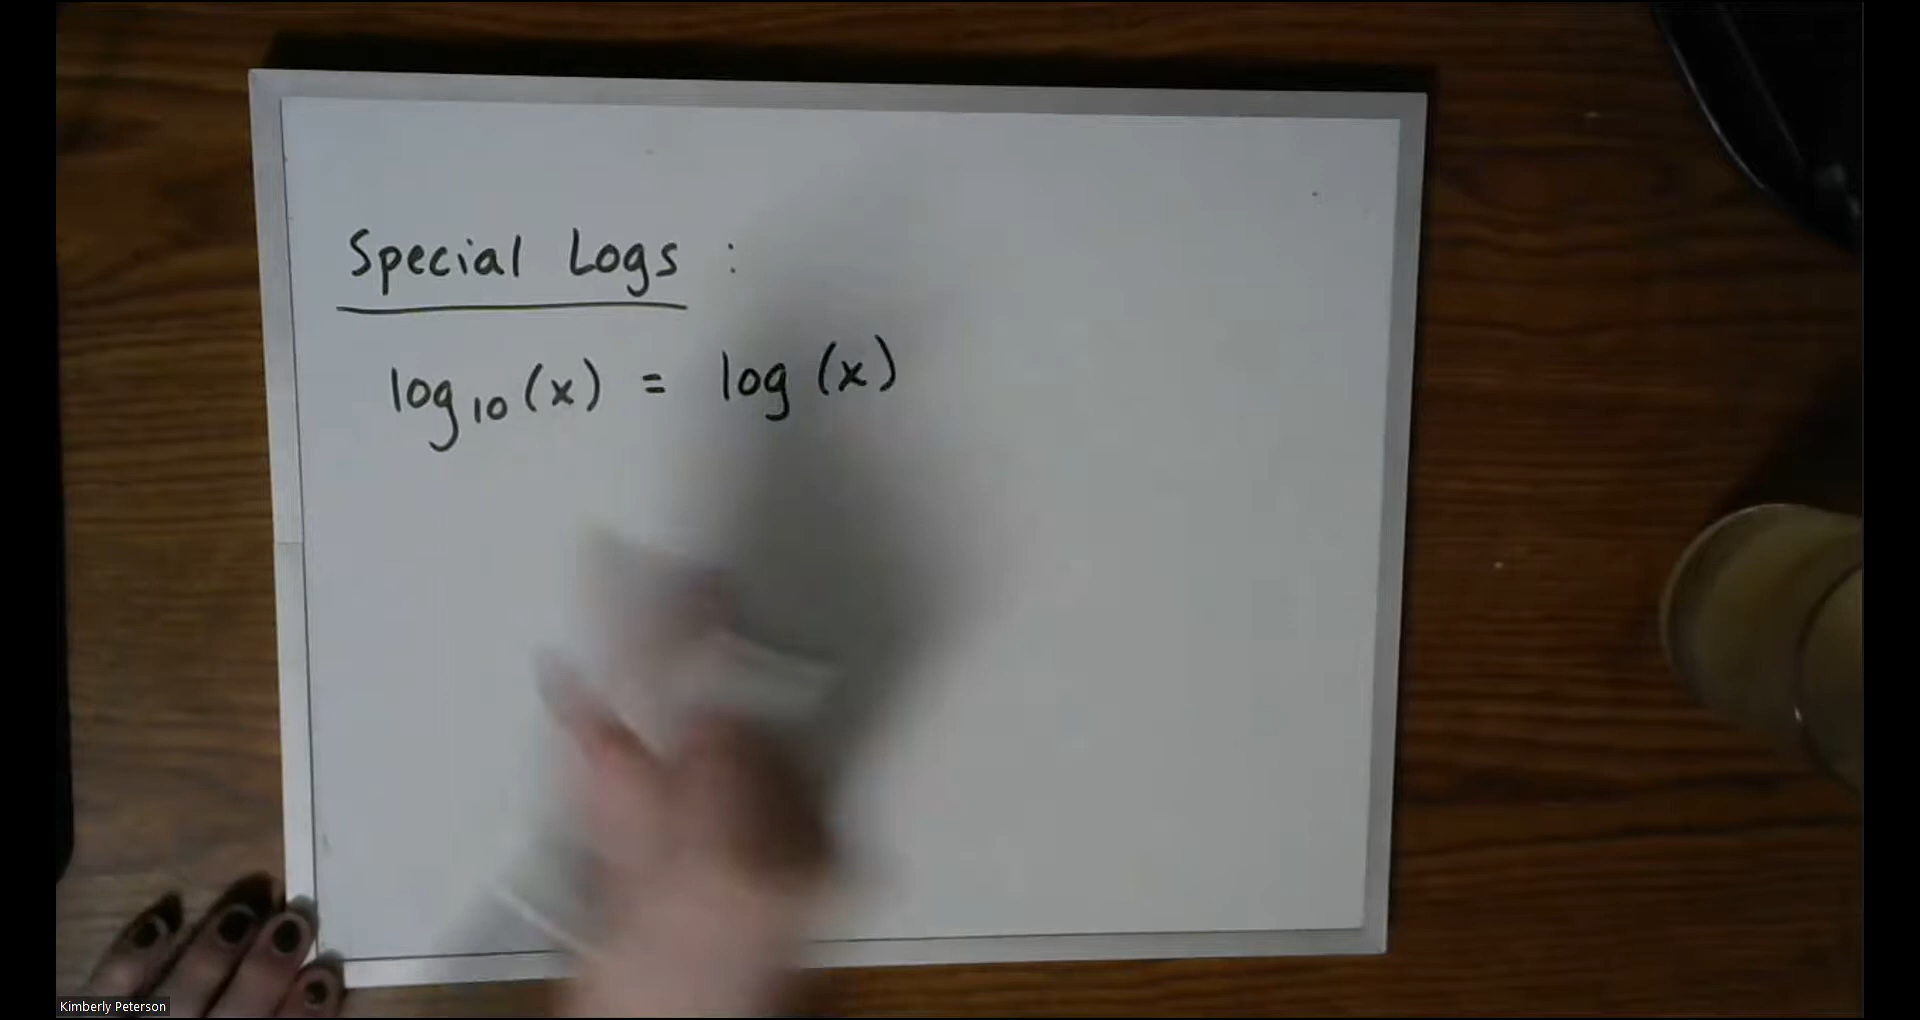 Special Logs :
log₁₀(x) = log(x)
Kimberly Peterson